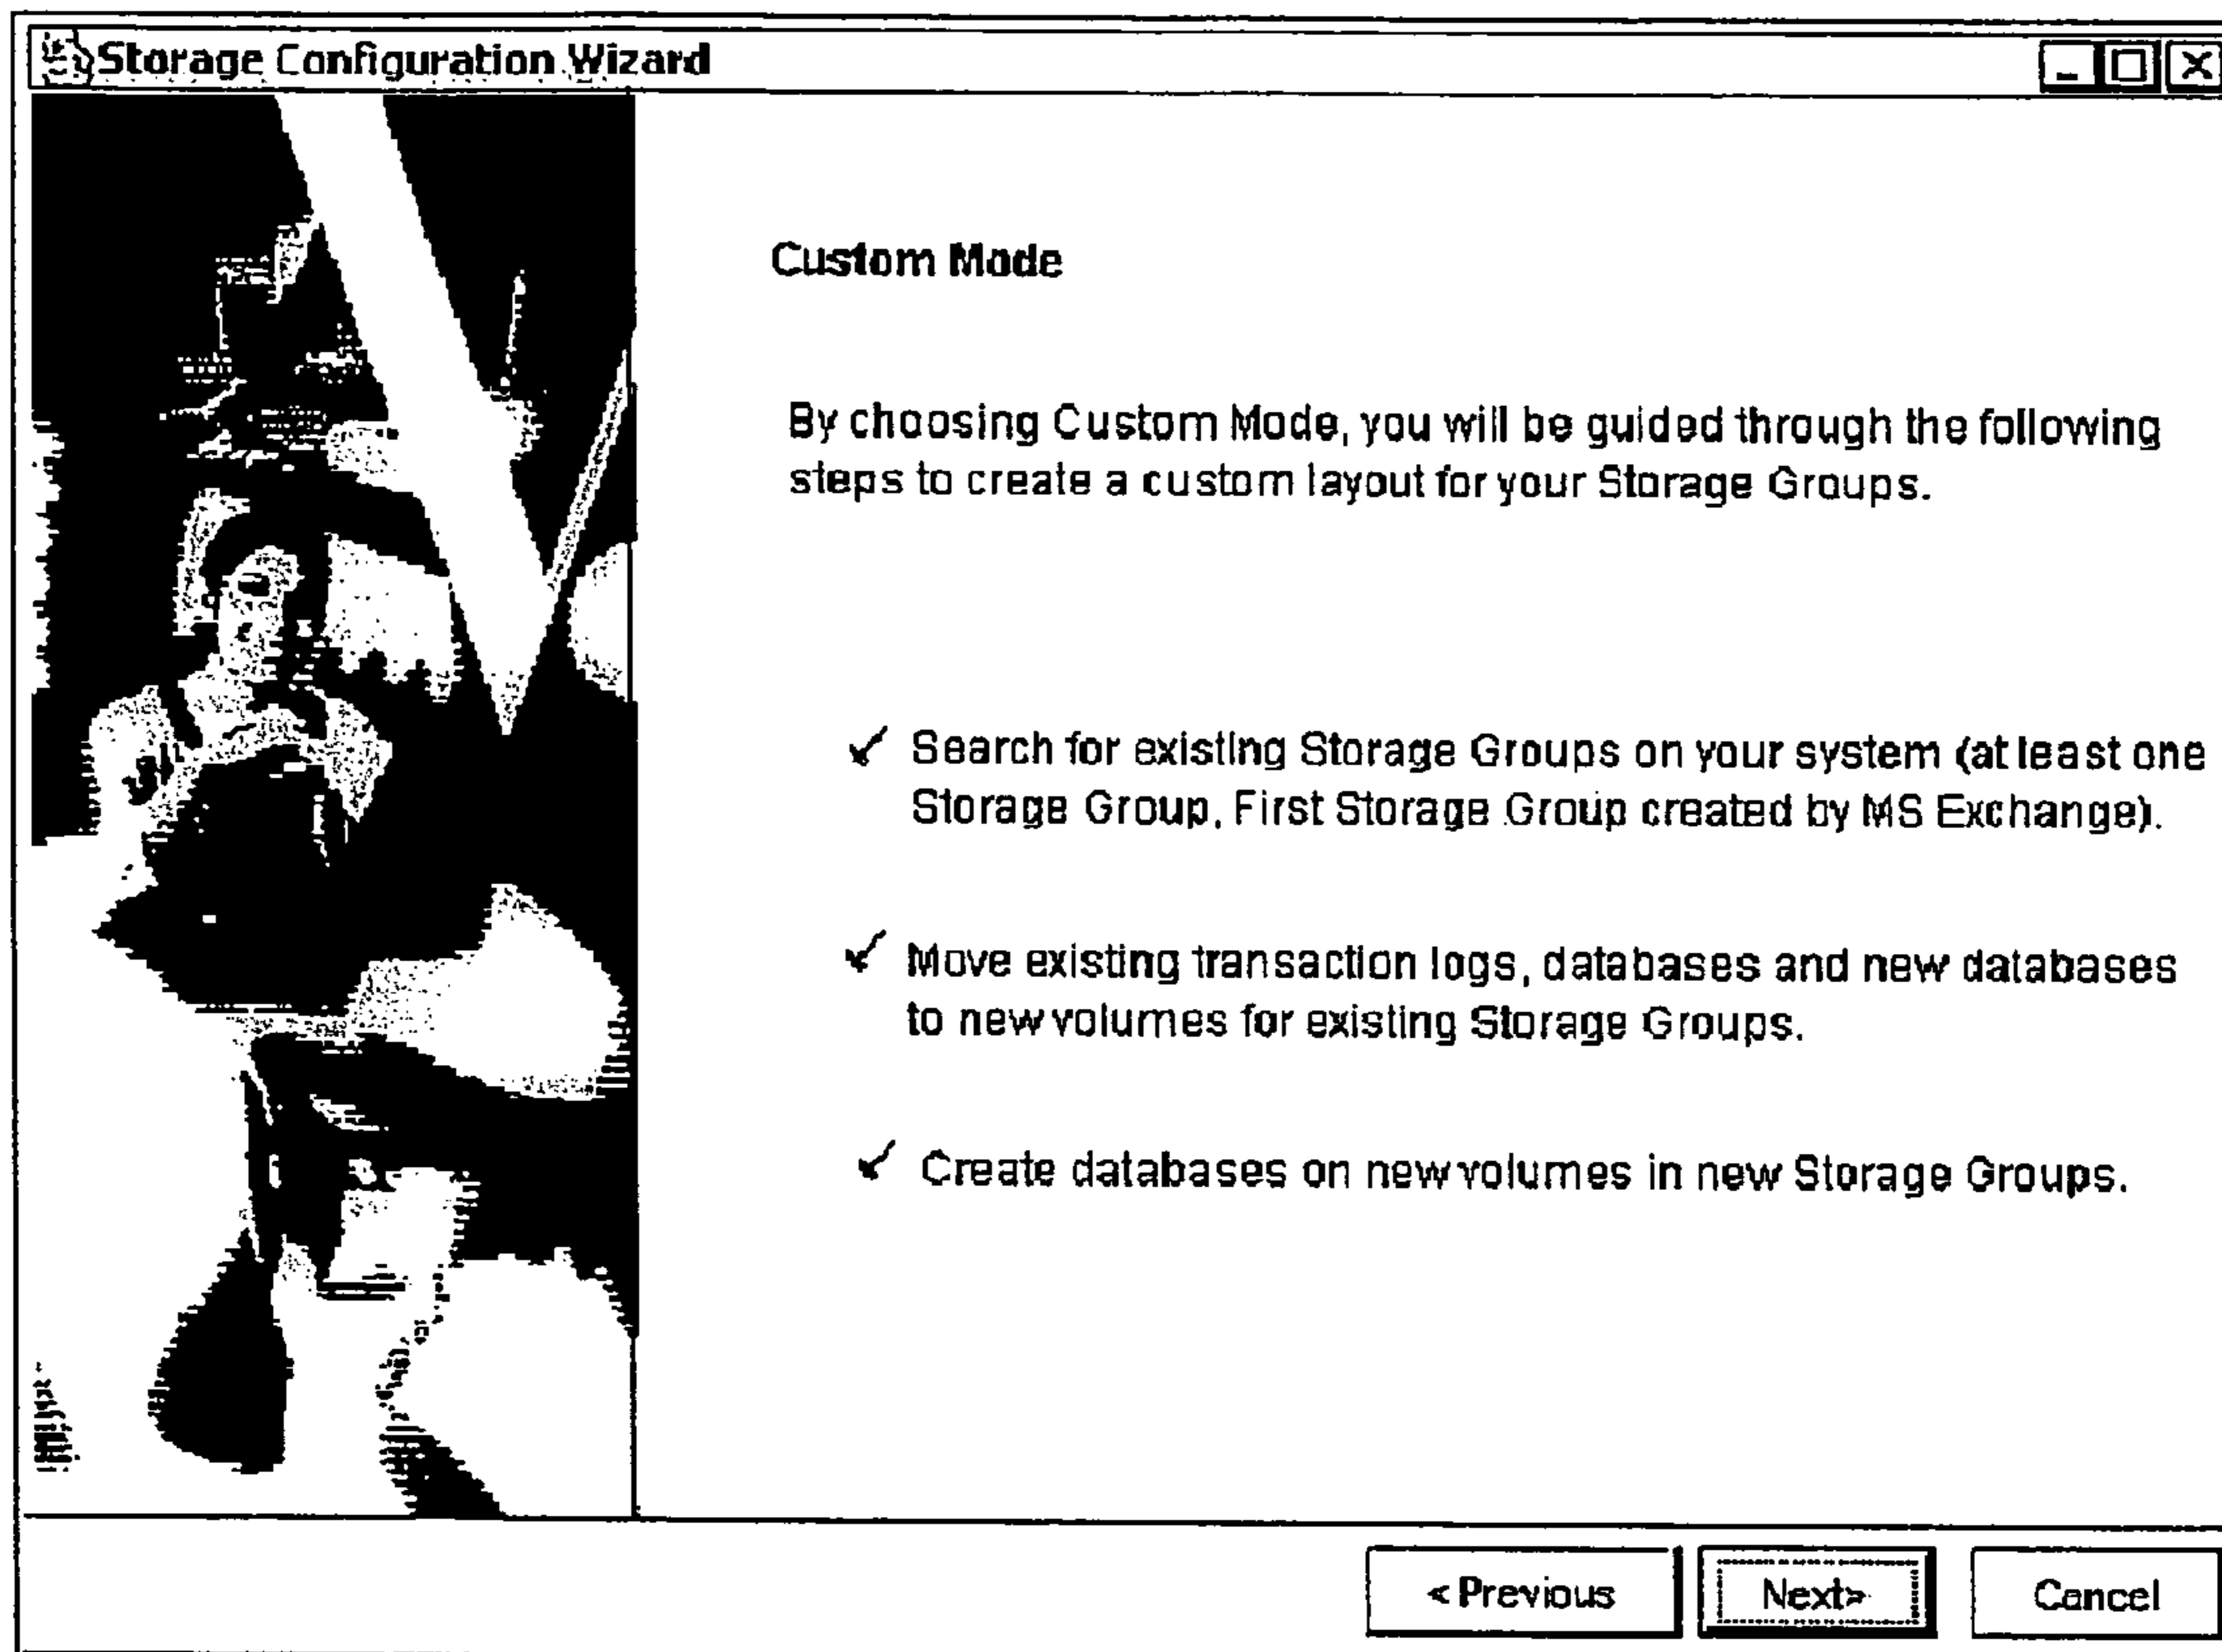 Storage Configuration Wizard
Custom Mode
By choosing Custom Mode, you will be guided through the following
steps to create a custom layout for your Storage Groups.
Search for existing Storage Groups on your system (at least one
Storage Group, First Storage Group created by MS Exchange).
Move existing transaction logs, databases and new databases
to new volumes for existing Storage Groups.
Create databases on new volumes in new Storage Groups.
< Previous Next> Cancel